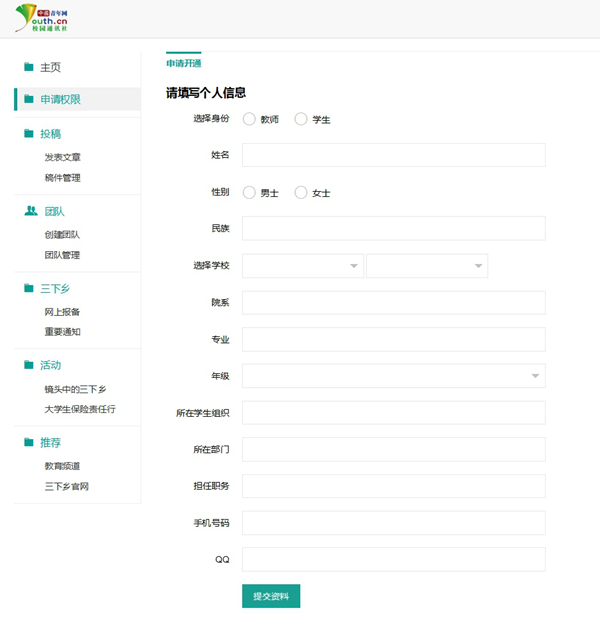 中国青年网
Youth.cn
校园通讯社
主页
申请权限
投稿
发表文章
稿件管理
团队
创建团队
团队管理
三下乡
网上报备
重要通知
活动
镜头中的三下乡
大学生保险责任行
推荐
教育频道
三下乡官网
申请开通
请填写个人信息
选择身份 教师 学生
姓名
性别 男士 女士
民族
选择学校
院系
专业
年级
所在学生组织
所在部门
担任职务
手机号码
QQ
提交资料